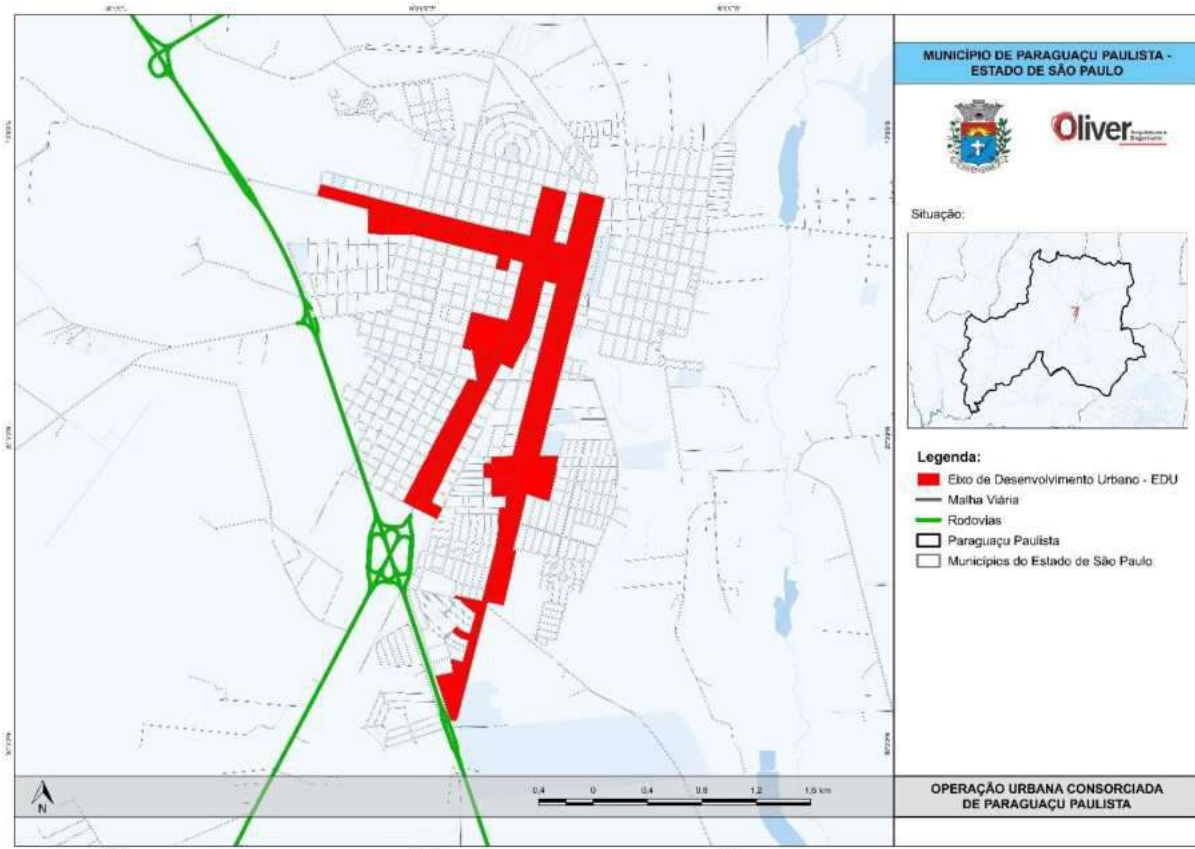 MUNICÍPIO DE PARAGUAÇU PAULISTA -
ESTADO DE SÃO PAULO
Oliver
Arquitetura e
Engenharia
Situação:
Legenda:
Eixo de Desenvolvimento Urbano - EDU
Malha Viária
Rodovias
Paraguaçu Paulista
Municípios do Estado de São Paulo
N
0,4 0 0,4 0,8 1,2 1,6 km
OPERAÇÃO URBANA CONSORCIADA
DE PARAGUAÇU PAULISTA